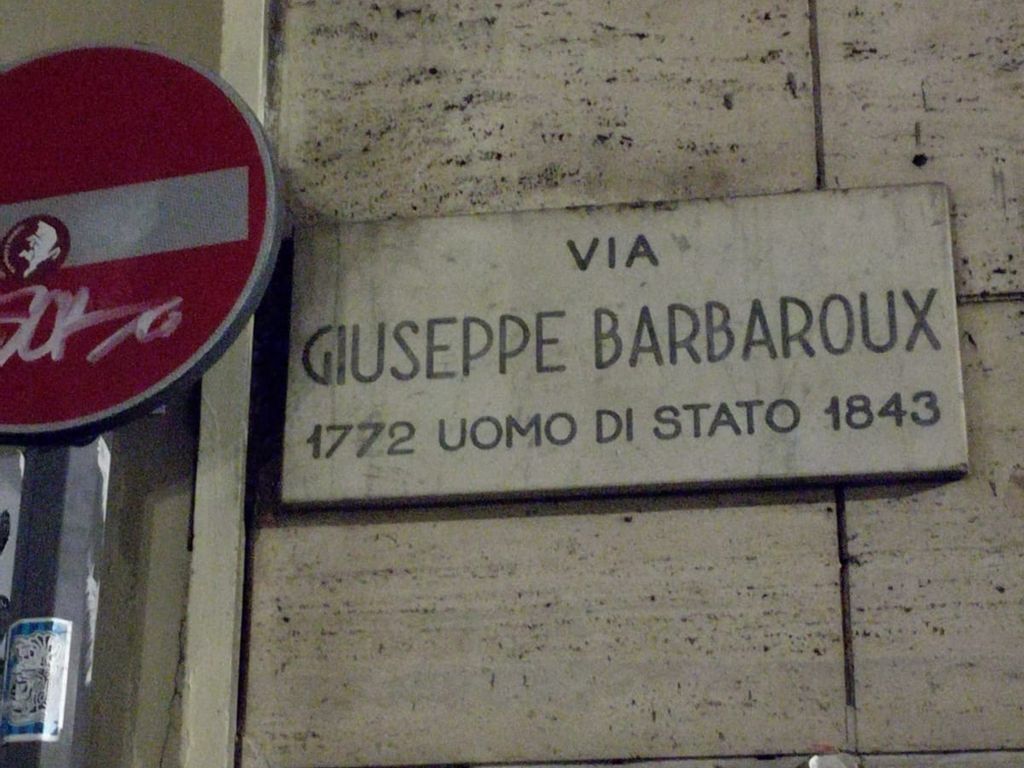 VIA
GIUSEPPE BARBAROUX
1772 UOMO DI STATO 1843